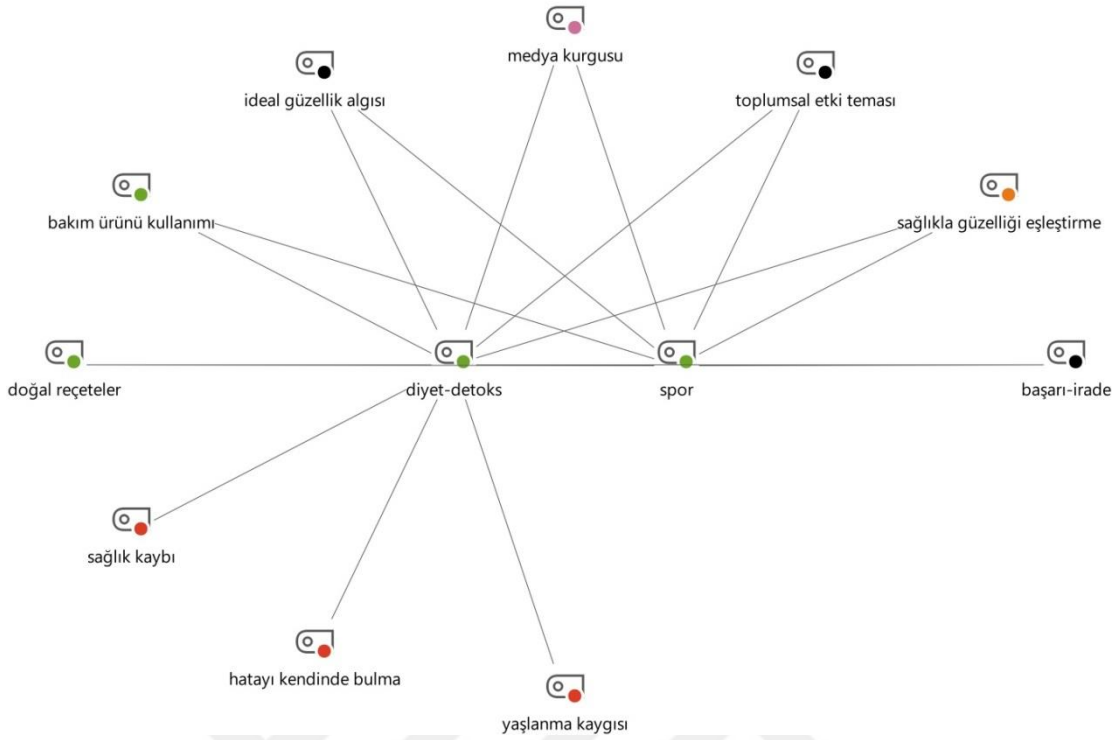 medya kurgusu
ideal güzellik algısı
toplumsal etki teması
bakım ürünü kullanımı
sağlıkla güzelliği eşleştirme
doğal reçeteler
diyet-detoks
spor
başarı-irade
sağlık kaybı
hatayı kendinde bulma
yaşlanma kaygısı